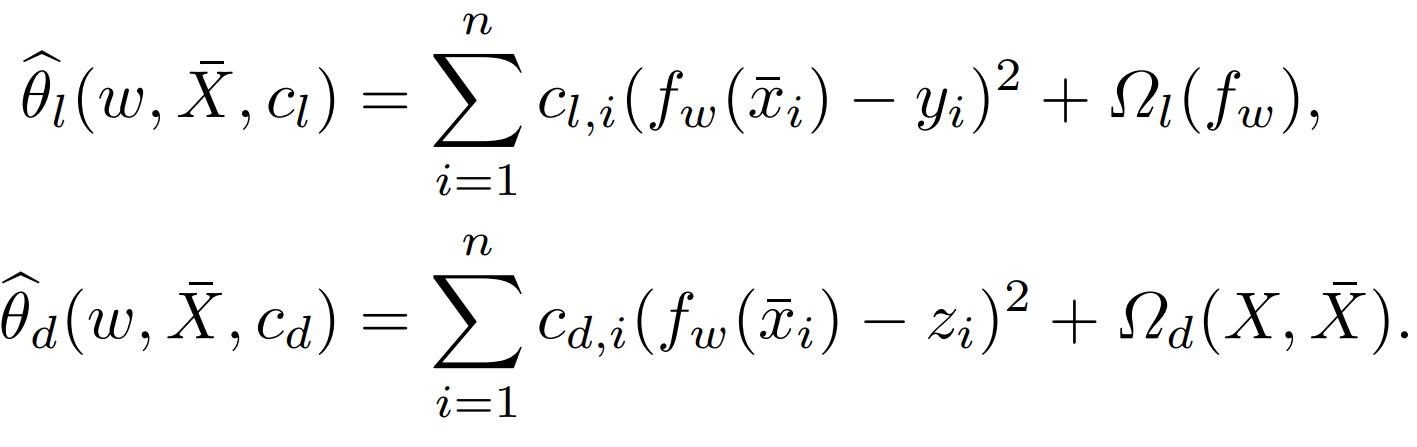 $\widehat{\theta}_l(w, \bar{X}, c_l) = \sum_{i=1}^{n} c_{l,i}(f_w(\bar{x}_i) - y_i)^2 + \Omega_l(f_w),$
$\widehat{\theta}_d(w, \bar{X}, c_d) = \sum_{i=1}^{n} c_{d,i}(f_w(\bar{x}_i) - z_i)^2 + \Omega_d(X, \bar{X}).$